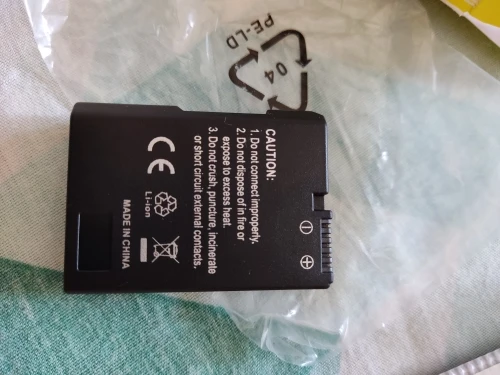 PE-LD
04
CAUTION:
1. Do not connect improperly.
2. Do not dispose of in fire or
expose to excess heat.
3. Do not crush, puncture, incinerate
or short circuit external contacts.
CE
Li-ion
MADE IN CHINA